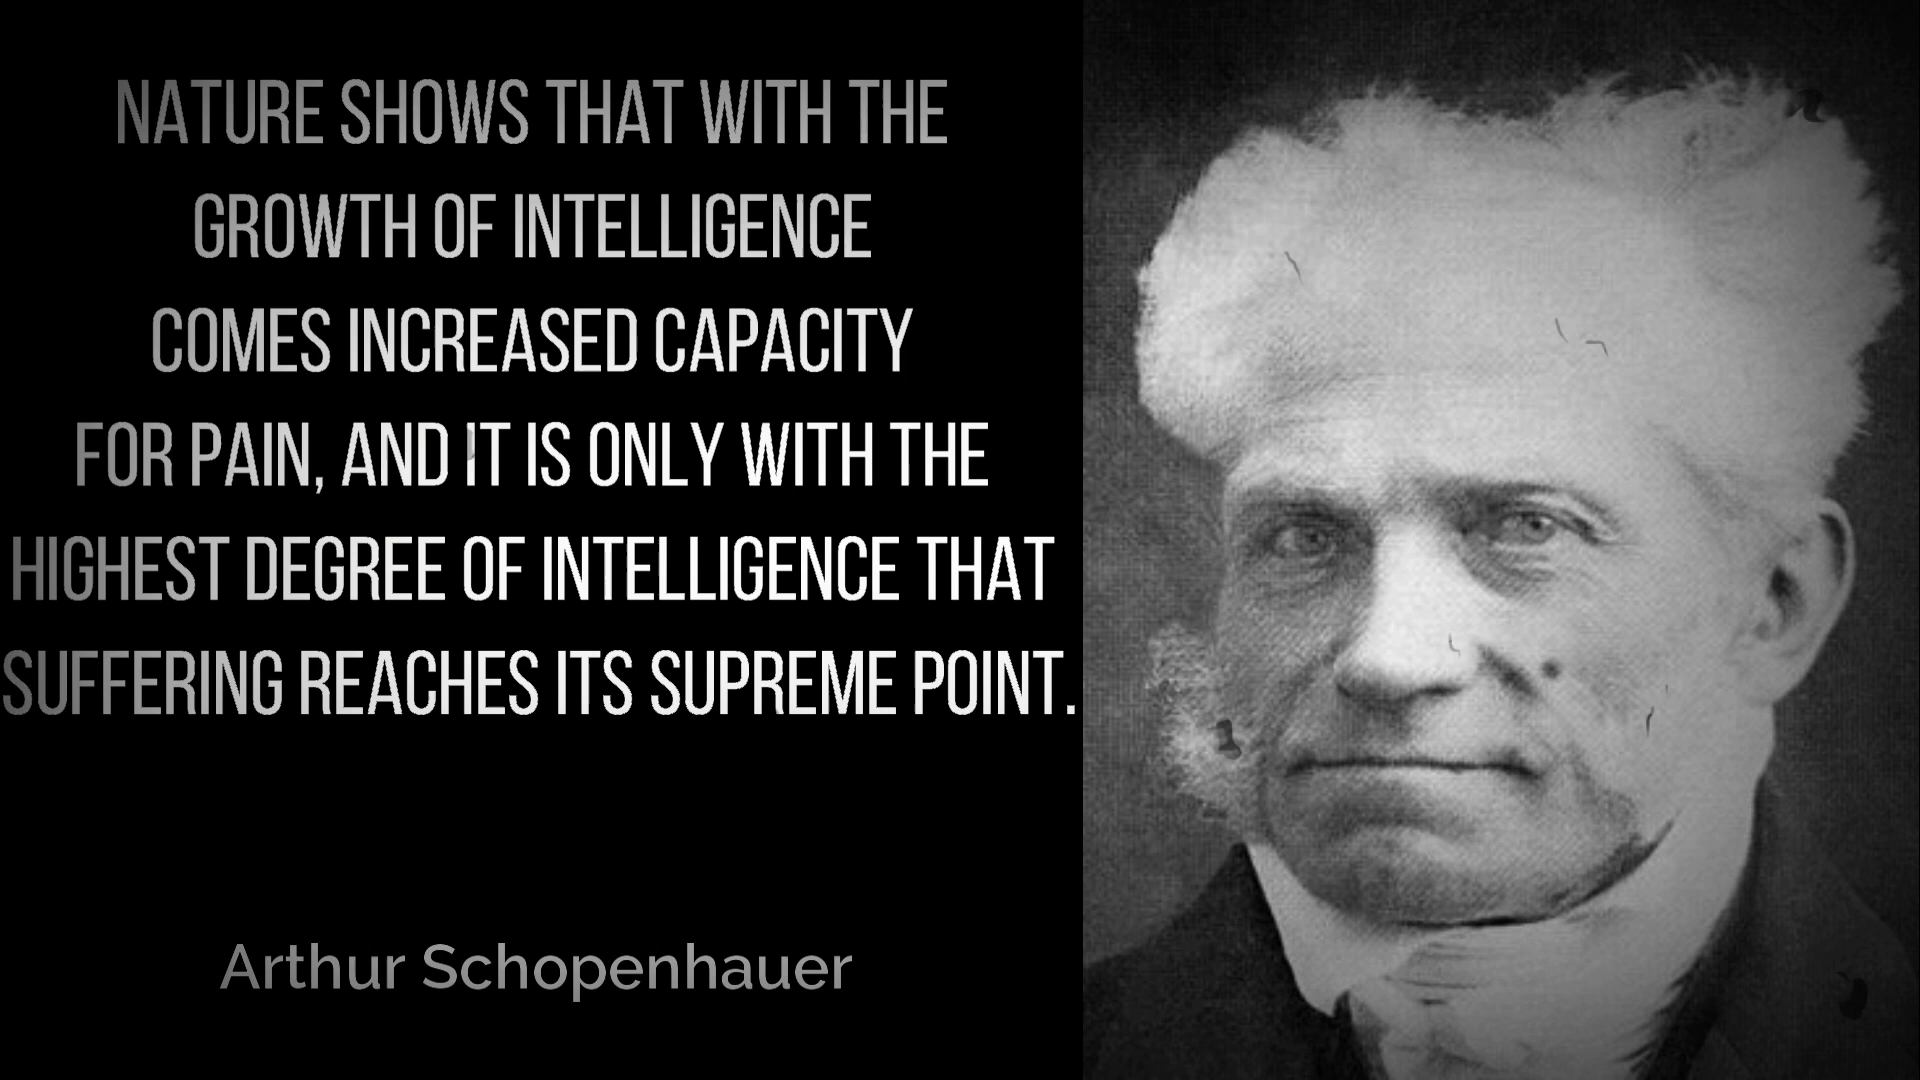 NATURE SHOWS THAT WITH THE
GROWTH OF INTELLIGENCE
COMES INCREASED CAPACITY
FOR PAIN, AND IT IS ONLY WITH THE
HIGHEST DEGREE OF INTELLIGENCE THAT
SUFFERING REACHES ITS SUPREME POINT.
Arthur Schopenhauer